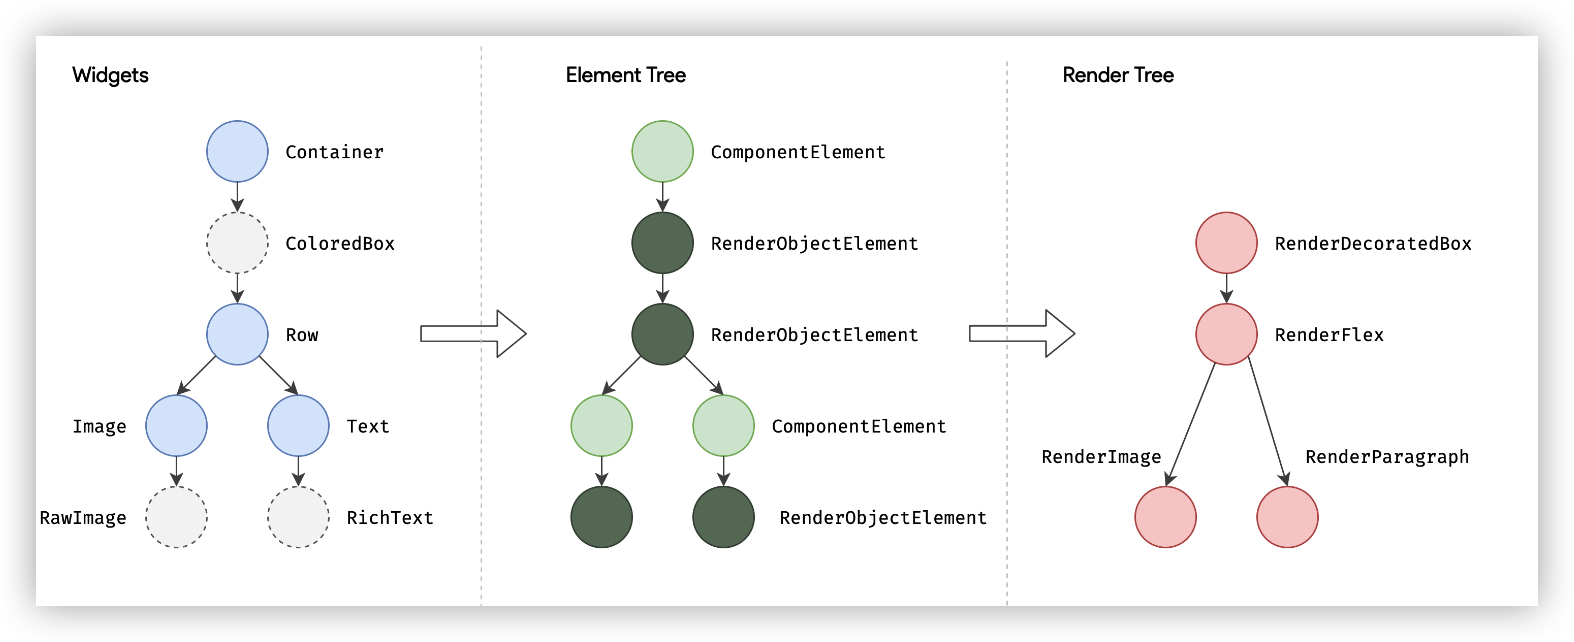 Widgets
Container
ColoredBox
Row
Image
Text
RawImage
RichText
Element Tree
ComponentElement
RenderObjectElement
RenderObjectElement
ComponentElement
RenderObjectElement
Render Tree
RenderDecoratedBox
RenderFlex
RenderImage
RenderParagraph